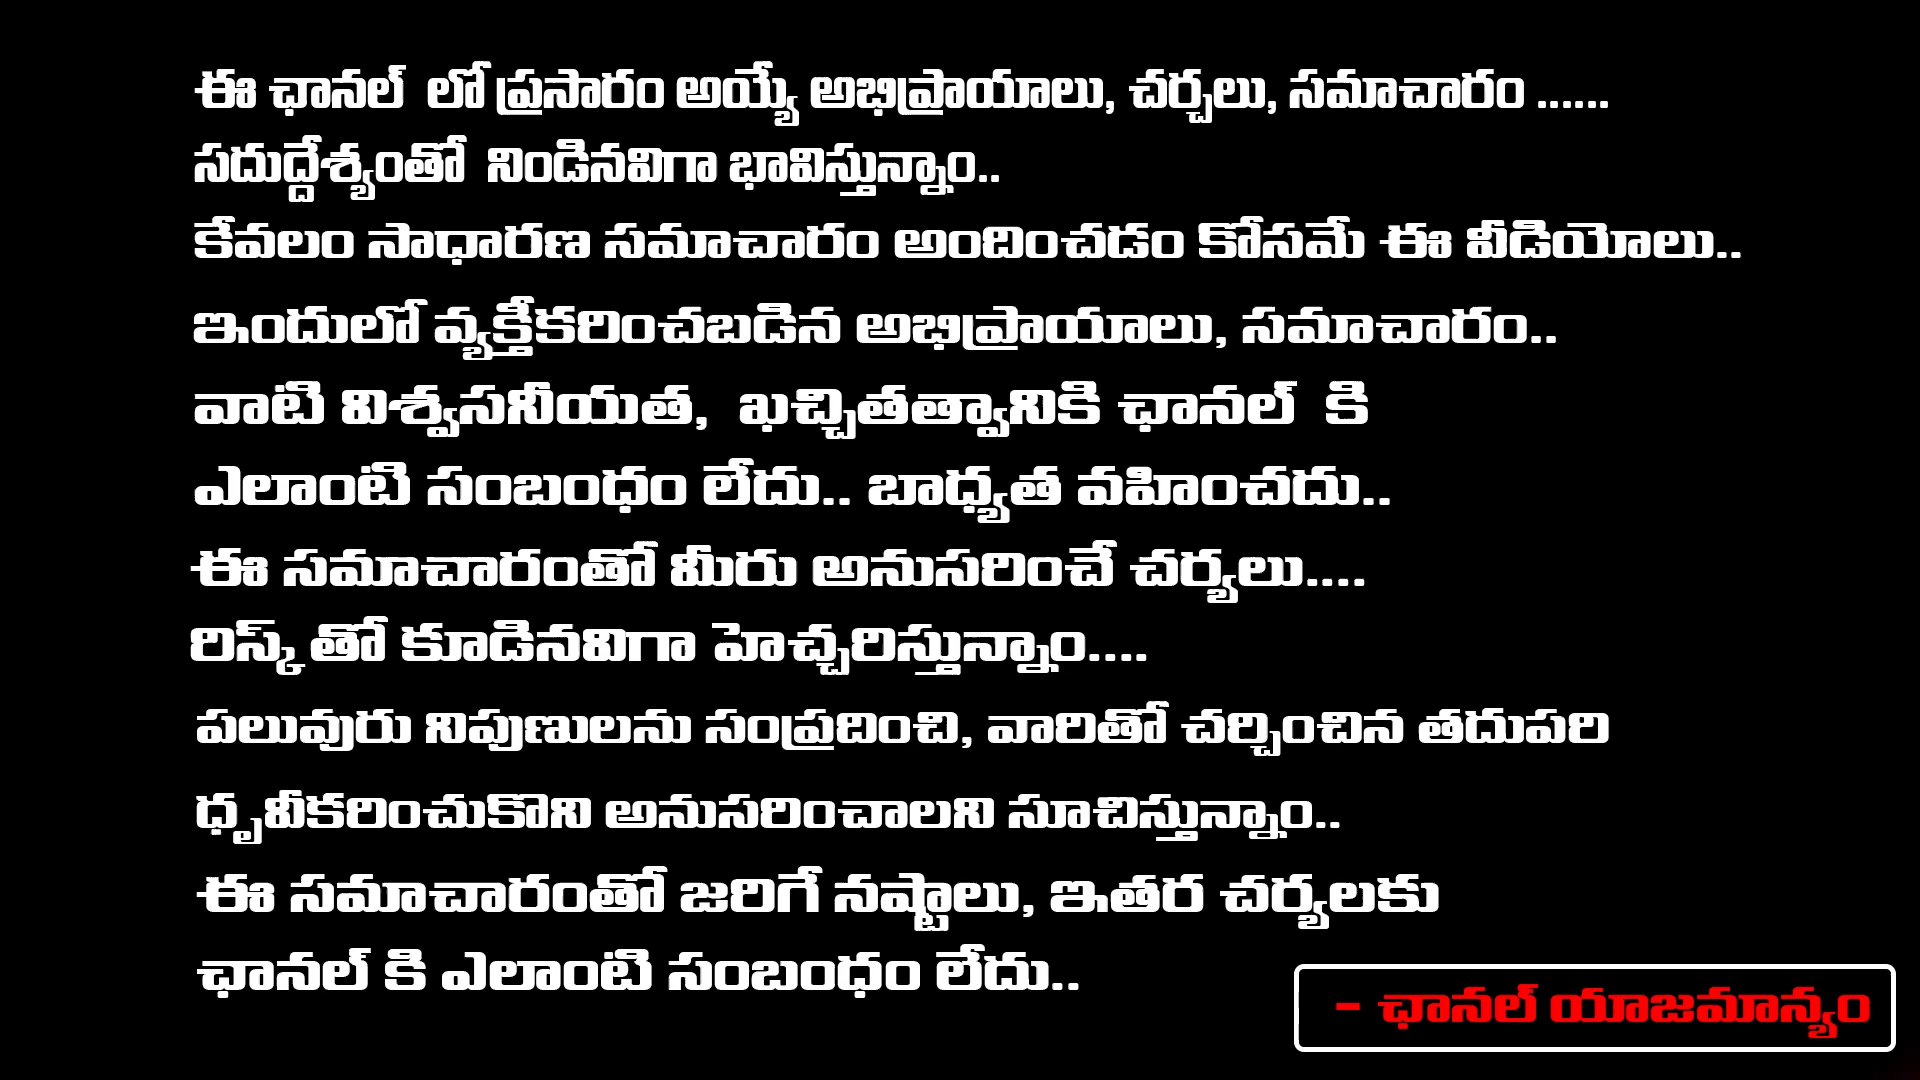 ఈ ఛానల్ లో ప్రసారం అయ్యే అభిప్రాయాలు, చర్చలు, సమాచారం ......
సదుద్దేశ్యంతో నిండినవిగా భావిస్తున్నాం..
కేవలం సాధారణ సమాచారం అందించడం కోసమే ఈ వీడియోలు..
ఇందులో వ్యక్తీకరించబడిన అభిప్రాయాలు, సమాచారం..
వాటి విశ్వసనీయత, ఖచ్చితత్వానికి ఛానల్ కి
ఎలాంటి సంబంధం లేదు.. బాధ్యత వహించదు..
ఈ సమాచారంతో మీరు అనుసరించే చర్యలు....
రిస్క్ తో కూడినవిగా హెచ్చరిస్తున్నాం....
పలువురు నిపుణులను సంప్రదించి, వారితో చర్చించిన తదుపరి
ధృవీకరించుకొని అనుసరించాలని సూచిస్తున్నాం..
ఈ సమాచారంతో జరిగే నష్టాలు, ఇతర చర్యలకు
ఛానల్ కి ఎలాంటి సంబంధం లేదు..
- ఛానల్ యాజమాన్యం